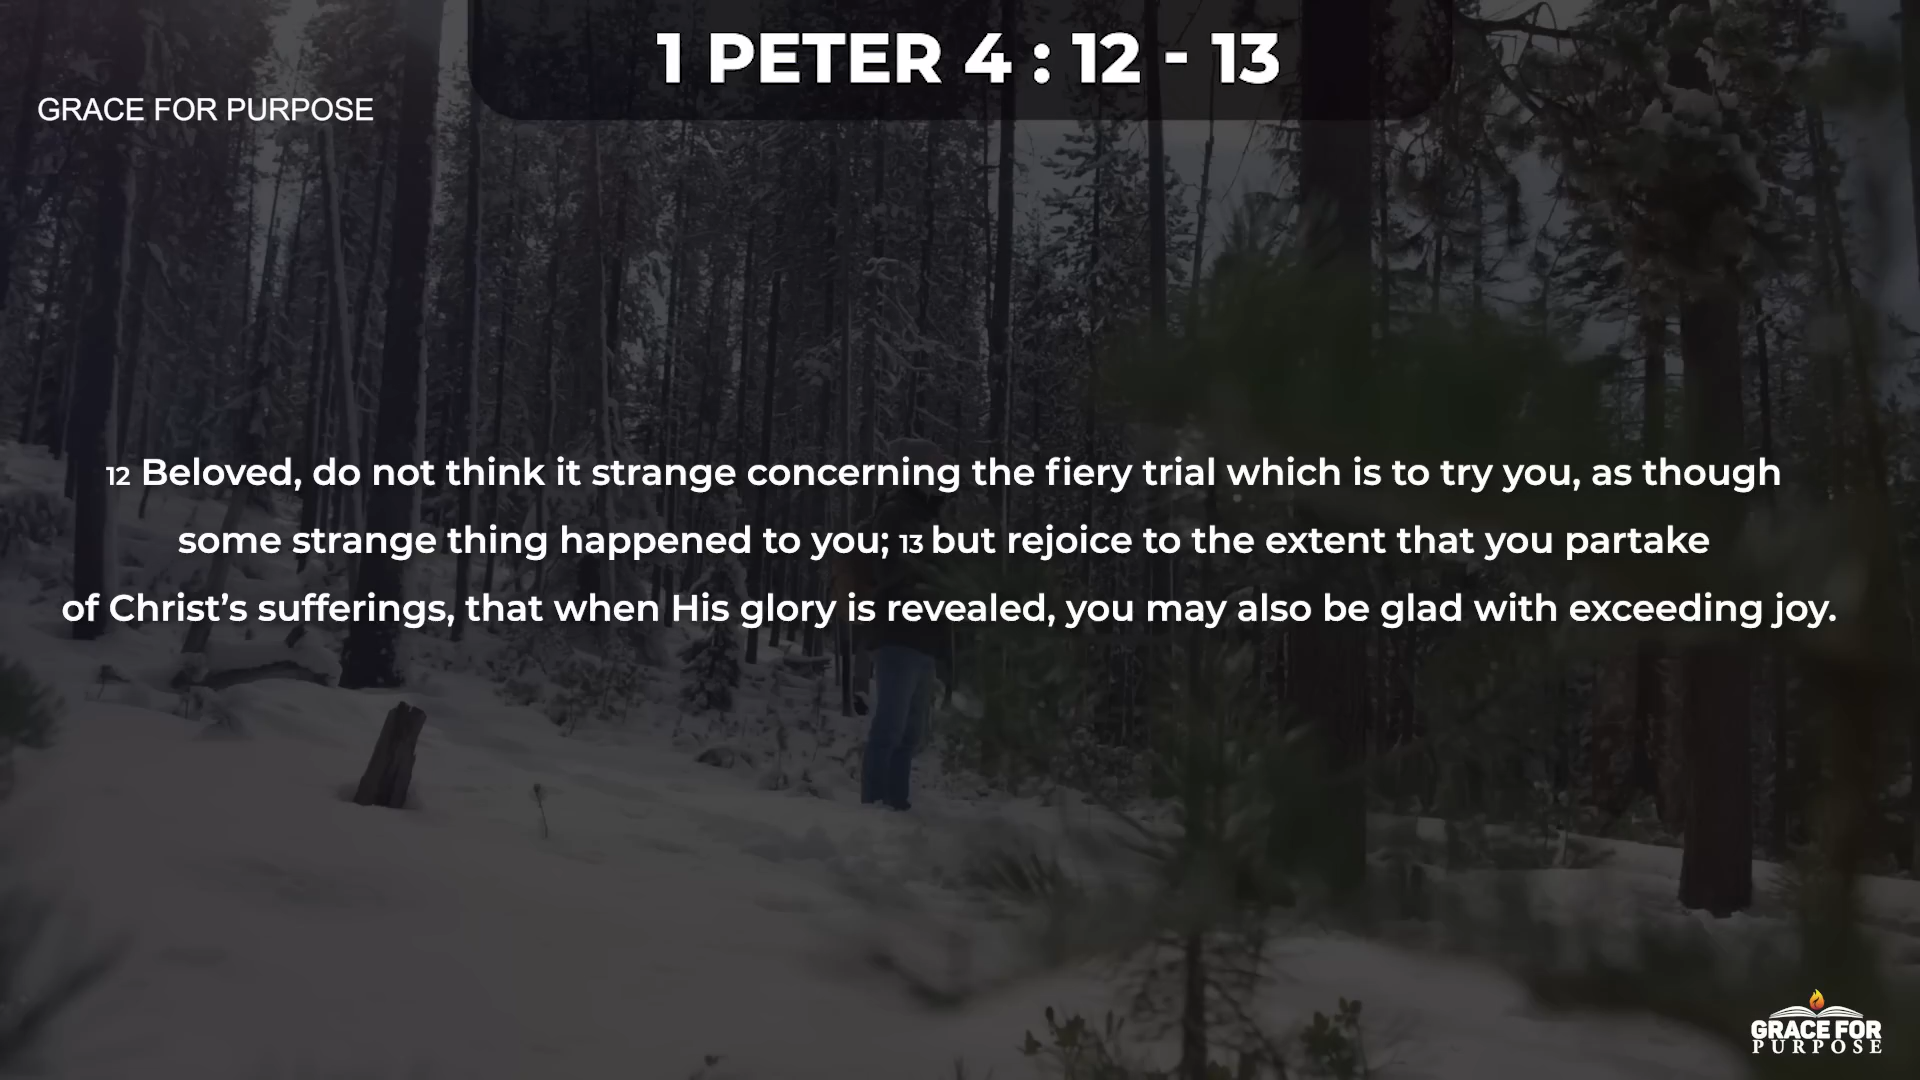 1 PETER 4 : 12 - 13
GRACE FOR PURPOSE
12 Beloved, do not think it strange concerning the fiery trial which is to try you, as though
some strange thing happened to you; 13 but rejoice to the extent that you partake
of Christ’s sufferings, that when His glory is revealed, you may also be glad with exceeding joy.
GRACE FOR
PURPOSE